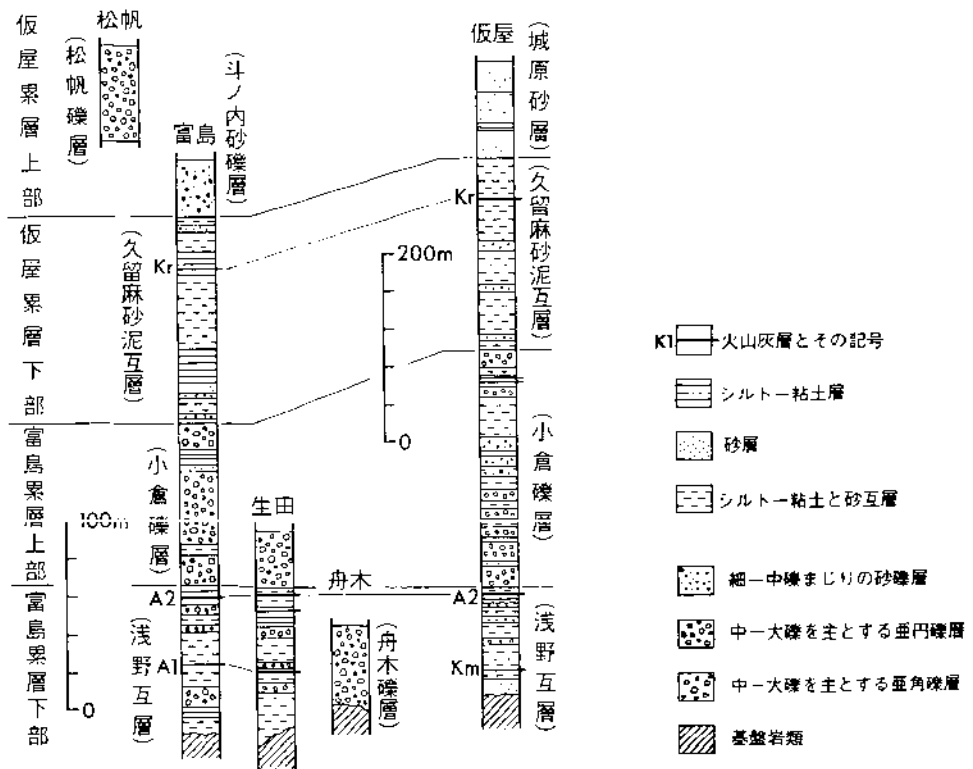 仮屋累層上部
仮屋累層下部
富島累層上部
富島累層下部
松帆
(松帆礫層)
富島
(斗ノ内砂礫層)
Kr
(久留麻砂泥互層)
(小倉礫層)
A2
A1
(浅野互層)
100m
0
生田
舟木
(舟木礫層)
200m
0
仮屋
(城原砂層)
Kr
(久留麻砂泥互層)
(小倉礫層)
A2
Km
(浅野互層)
K1 火山灰層とその記号
シルトー粘土層
砂層
シルトー粘土と砂互層
細ー中礫まじりの砂礫層
中ー大礫を主とする亜円礫層
中ー大礫を主とする亜角礫層
基盤岩類